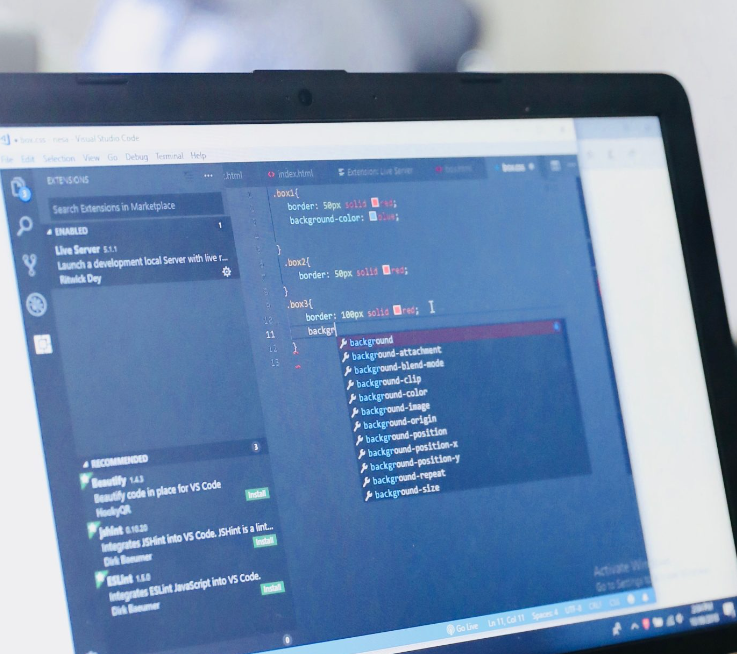 box.css - new - Visual Studio Code
File Edit Selection View Go Debug Terminal Help
EXTENSIONS
...
.html
index.html
Extension: Live Server
Search Extensions in Marketplace
ENABLED
1
Live Server 5.1.1
Launch a development local Server with live r...
Ritwick Dey
.box1{
border: 50px solid red;
background-color: blue;
}
.box2{
border: 50px solid red;
}
.box3{
border: 100px solid red;
11
backgr
12
}
13
background
background-attachment
background-blend-mode
background-clip
background-color
background-image
background-origin
background-position
background-position-x
background-position-y
background-repeat
background-size
RECOMMENDED
3
Beautify 1.4.3
Beautify code in place for VS Code
HookyQR
Install
jshint 0.10.20
Integrates JSHint into VS Code. JSHint is a lint...
Dirk Baeumer
Install
ESLint 1.5.0
Integrates ESLint JavaScript into VS Code.
Dirk Baeumer
Install
0
Activate
Go to Settings to
Go Live
Ln 11, Col 11
Spaces: 4
UTF-8
CRLF
CSS